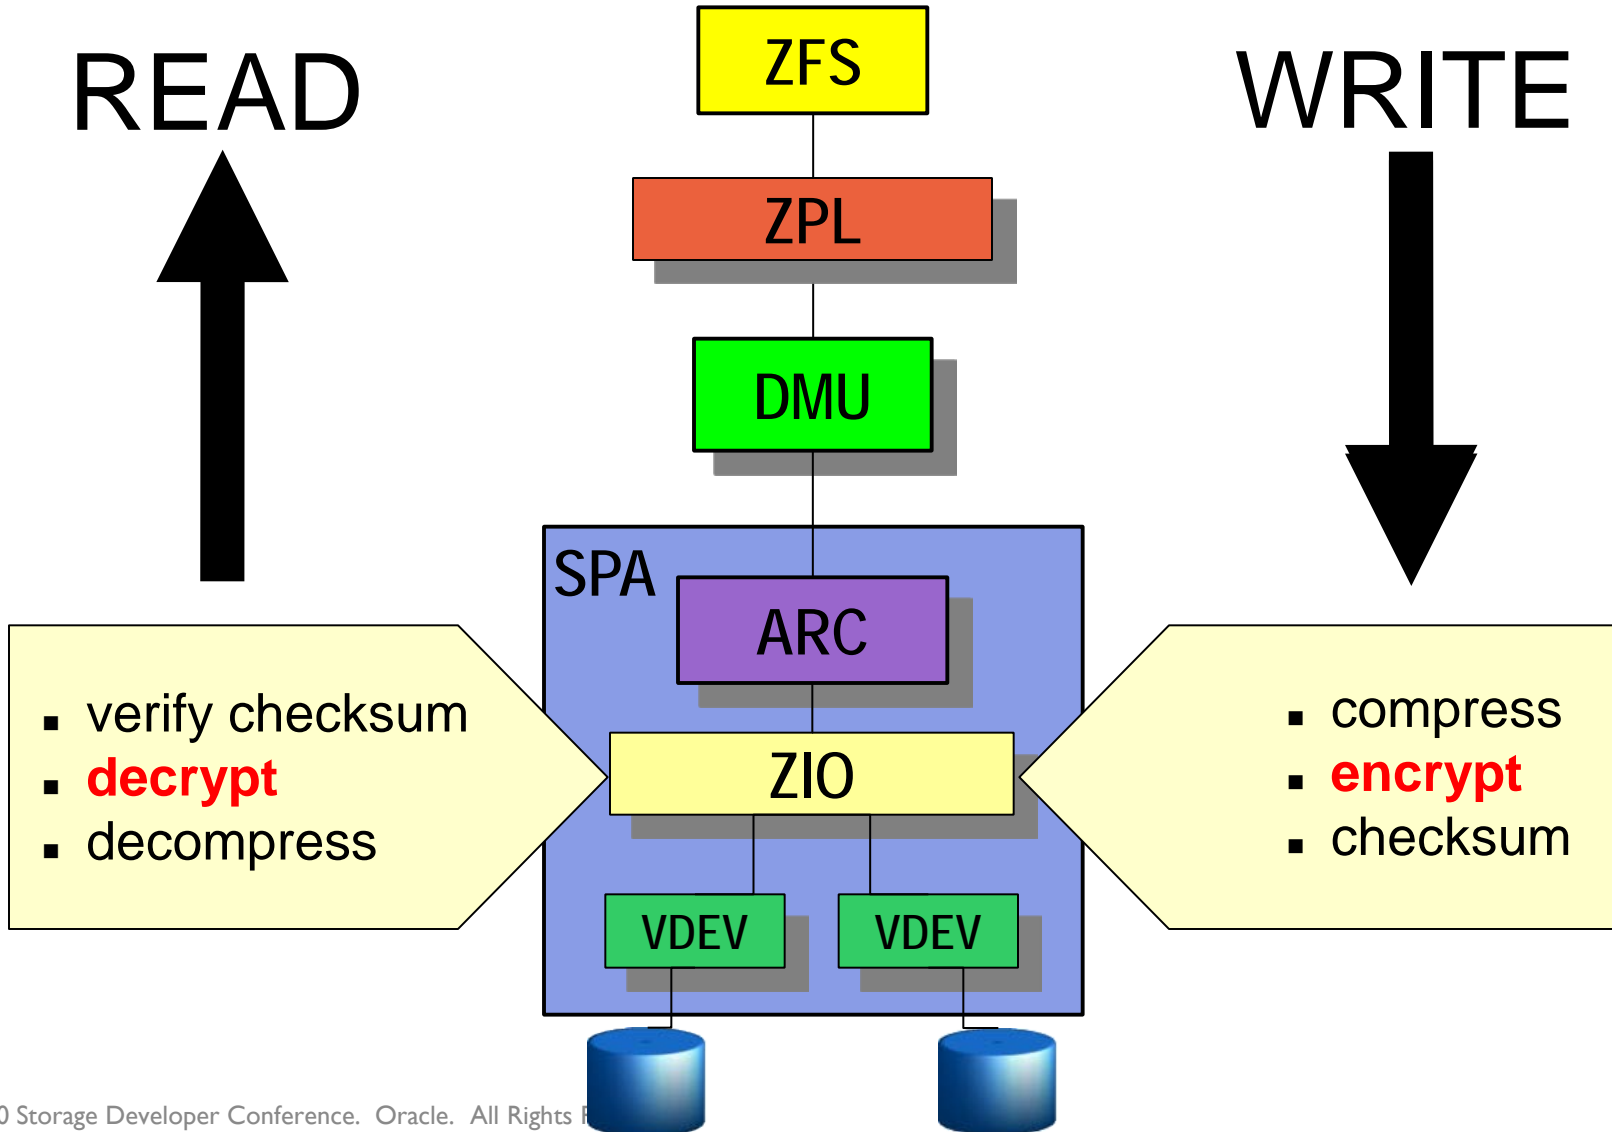 READ
ZFS
WRITE
ZPL
DMU
SPA
ARC
verify checksum
decrypt
decompress
ZIO
compress
encrypt
checksum
VDEV
VDEV
Storage Developer Conference. Oracle. All Rights